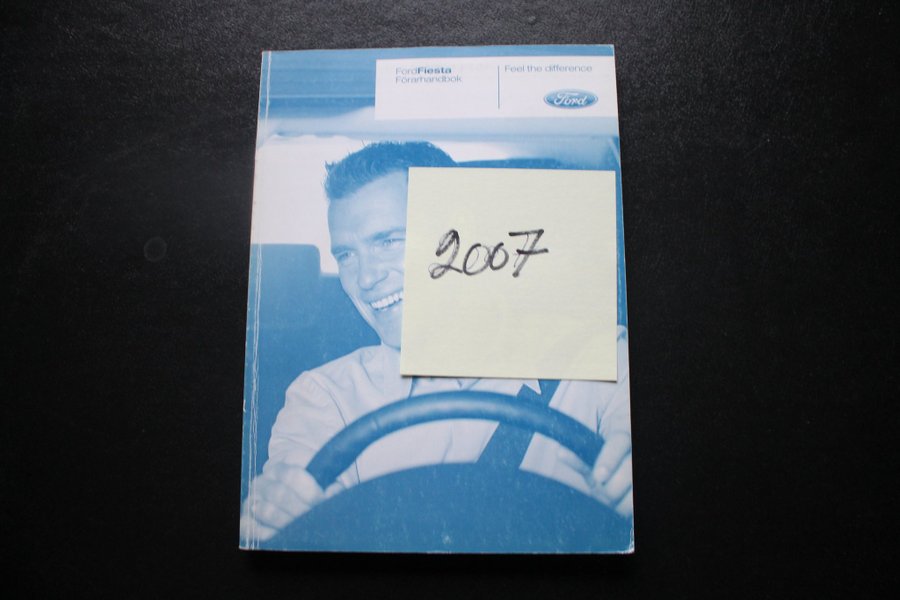 FordFiesta
Förarhandbok
Feel the difference
Ford
2007